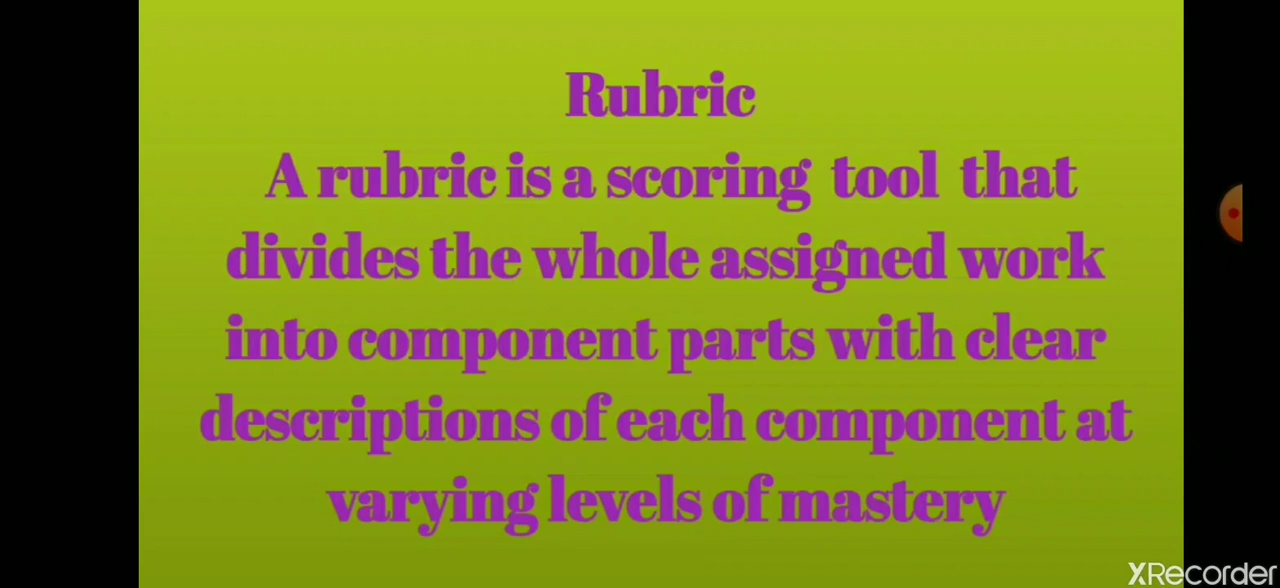 Rubric
A rubric is a scoring tool that
divides the whole assigned work
into component parts with clear
descriptions of each component at
varying levels of mastery
XRecorder